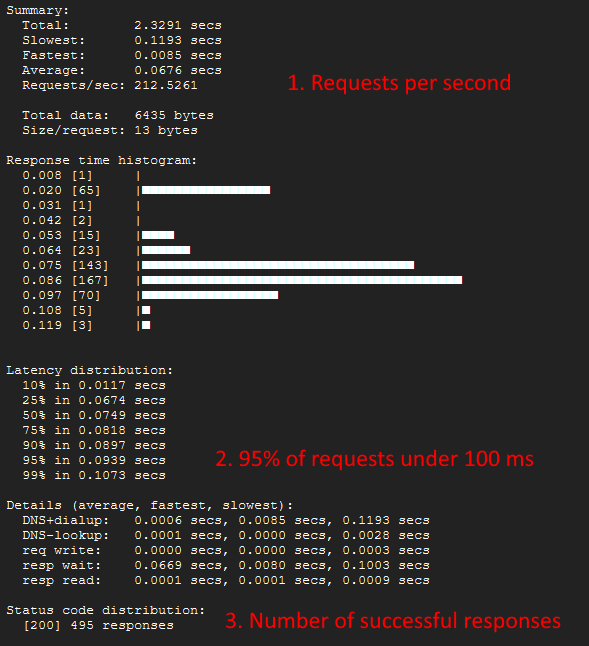 Summary:
Total: 2.3291 secs
Slowest: 0.1193 secs
Fastest: 0.0085 secs
Average: 0.0676 secs
Requests/sec: 212.5261
1. Requests per second
Total data: 6435 bytes
Size/request: 13 bytes
Response time histogram:
0.008 [1] |
0.020 [65] |
0.031 [1] |
0.042 [2] |
0.053 [15] |
0.064 [23] |
0.075 [143] |
0.086 [167] |
0.097 [70] |
0.108 [5] |
0.119 [3] |
Latency distribution:
10% in 0.0117 secs
25% in 0.0674 secs
50% in 0.0749 secs
75% in 0.0818 secs
90% in 0.0897 secs
95% in 0.0939 secs
99% in 0.1073 secs
2. 95% of requests under 100 ms
Details (average, fastest, slowest):
DNS+dialup: 0.0006 secs, 0.0085 secs, 0.1193 secs
DNS-lookup: 0.0001 secs, 0.0000 secs, 0.0028 secs
req write: 0.0000 secs, 0.0000 secs, 0.0003 secs
resp wait: 0.0669 secs, 0.0080 secs, 0.1003 secs
resp read: 0.0001 secs, 0.0001 secs, 0.0009 secs
Status code distribution:
[200] 495 responses
3. Number of successful responses